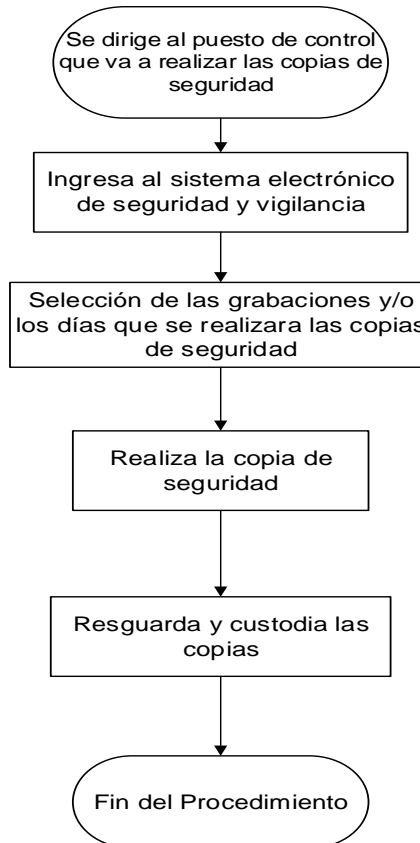 Se dirige al puesto de control
que va a realizar las copias de
seguridad
Ingresa al sistema electrónico
de seguridad y vigilancia
Selección de las grabaciones y/o
los días que se realizara las copias
de seguridad
Realiza la copia de
seguridad
Resguarda y custodia las
copias
Fin del Procedimiento